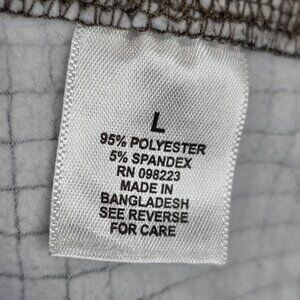 L
95% POLYESTER
5% SPANDEX
RN 098223
MADE IN
BANGLADESH
SEE REVERSE
FOR CARE